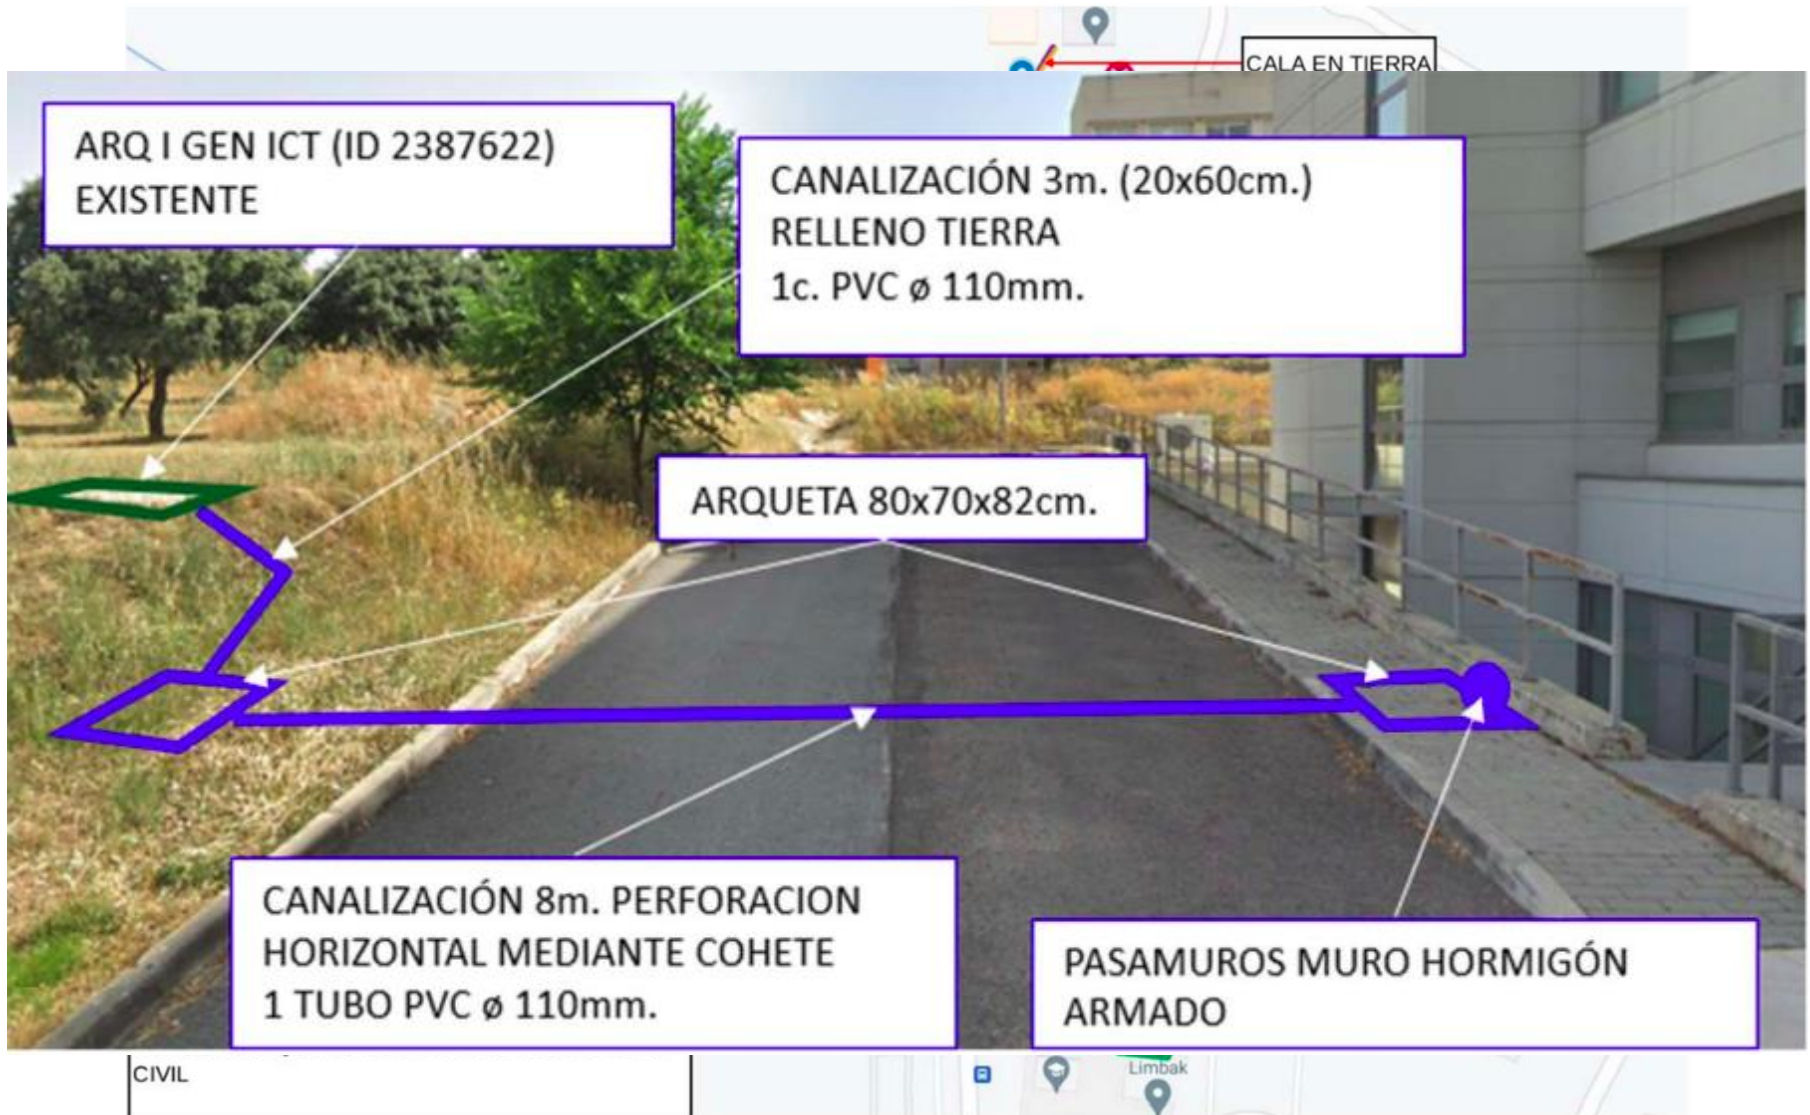 CALA EN TIERRA
ARQ I GEN ICT (ID 2387622)
EXISTENTE
CANALIZACIÓN 3m. (20x60cm.)
RELLENO TIERRA
1c. PVC ø 110mm.
ARQUETA 80x70x82cm.
CANALIZACIÓN 8m. PERFORACION
HORIZONTAL MEDIANTE COHETE
1 TUBO PVC ø 110mm.
PASAMUROS MURO HORMIGÓN
ARMADO
CIVIL
Limbak